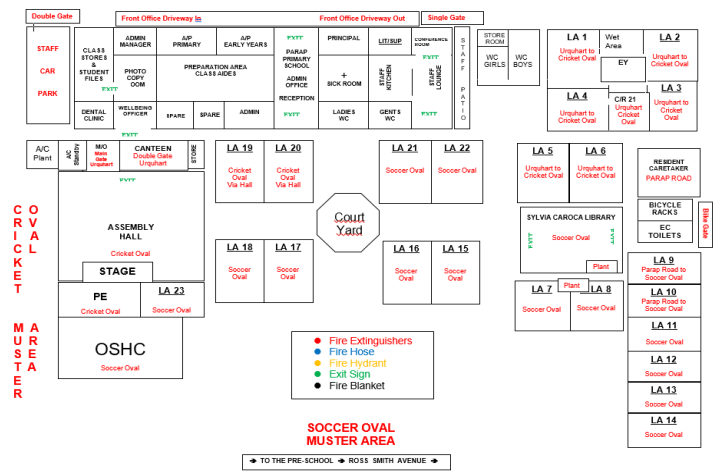 Double Gate
Front Office Driveway In
Front Office Driveway Out
Single Gate
STAFF
CAR
PARK
CLASS
STORES
&
STUDENT
FILES
EXIT
ADMIN
MANAGER
A/P
PRIMARY
A/P
EARLY YEARS
EXIT
PARAP
PRIMARY
SCHOOL
ADMIN
OFFICE
RECEPTION
EXIT
PRINCIPAL
LIT/SUP
CONFERENCE
ROOM
EXIT
STAFF PATIO
STORE
ROOM
WC
GIRLS
WC
BOYS
PHOTO
COPY
OOM
PREPARATION AREA
CLASS AIDES
+
SICK ROOM
STAFF
KITCHEN
STAFF
LOUNGE
DENTAL
CLINIC
WELLBEING
OFFICER
SPARE
SPARE
ADMIN
LADIES
WC
GENTS
WC
EXIT
EXIT
LA 1
Urquhart to
Cricket Oval
Wet
Area
LA 2
Urquhart to
Cricket Oval
EY
LA 4
Urquhart to
Cricket Oval
C/R 21
Urquhart to
Cricket Oval
LA 3
Urquhart to
Cricket Oval
A/C
Plant
A/C
Standby
M/O
Main
Gate
Urquhart
CANTEEN
Double Gate
Urquhart
STORE
EXIT
LA 19
Cricket
Oval
Via Hall
LA 20
Cricket
Oval
Via Hall
LA 21
Soccer Oval
LA 22
Soccer Oval
LA 5
Urquhart to
Cricket Oval
LA 6
Urquhart to
Cricket Oval
RESIDENT
CARETAKER
PARAP ROAD
BICYCLE
RACKS
EC
TOILETS
Bike Gate
CRICKET OVAL
MUSTER AREA
ASSEMBLY
HALL
Cricket Oval
STAGE
Court
Yard
SYLVIA CAROCA LIBRARY
EXIT
Soccer Oval
EXIT
Plant
LA 18
Soccer
Oval
LA 17
Soccer
Oval
LA 16
Soccer
Oval
LA 15
Soccer
Oval
PE
Cricket Oval
LA 23
Soccer Oval
LA 7
Soccer Oval
Plant
LA 8
Soccer Oval
LA 9
Parap Road to
Soccer Oval
LA 10
Parap Road to
Soccer Oval
LA 11
Soccer Oval
LA 12
Soccer Oval
LA 13
Soccer Oval
LA 14
Soccer Oval
OSHC
Soccer Oval
Fire Extinguishers
Fire Hose
Fire Hydrant
Exit Sign
Fire Blanket
SOCCER OVAL
MUSTER AREA
➔ TO THE PRE-SCHOOL ➔ ROSS SMITH AVENUE ➔